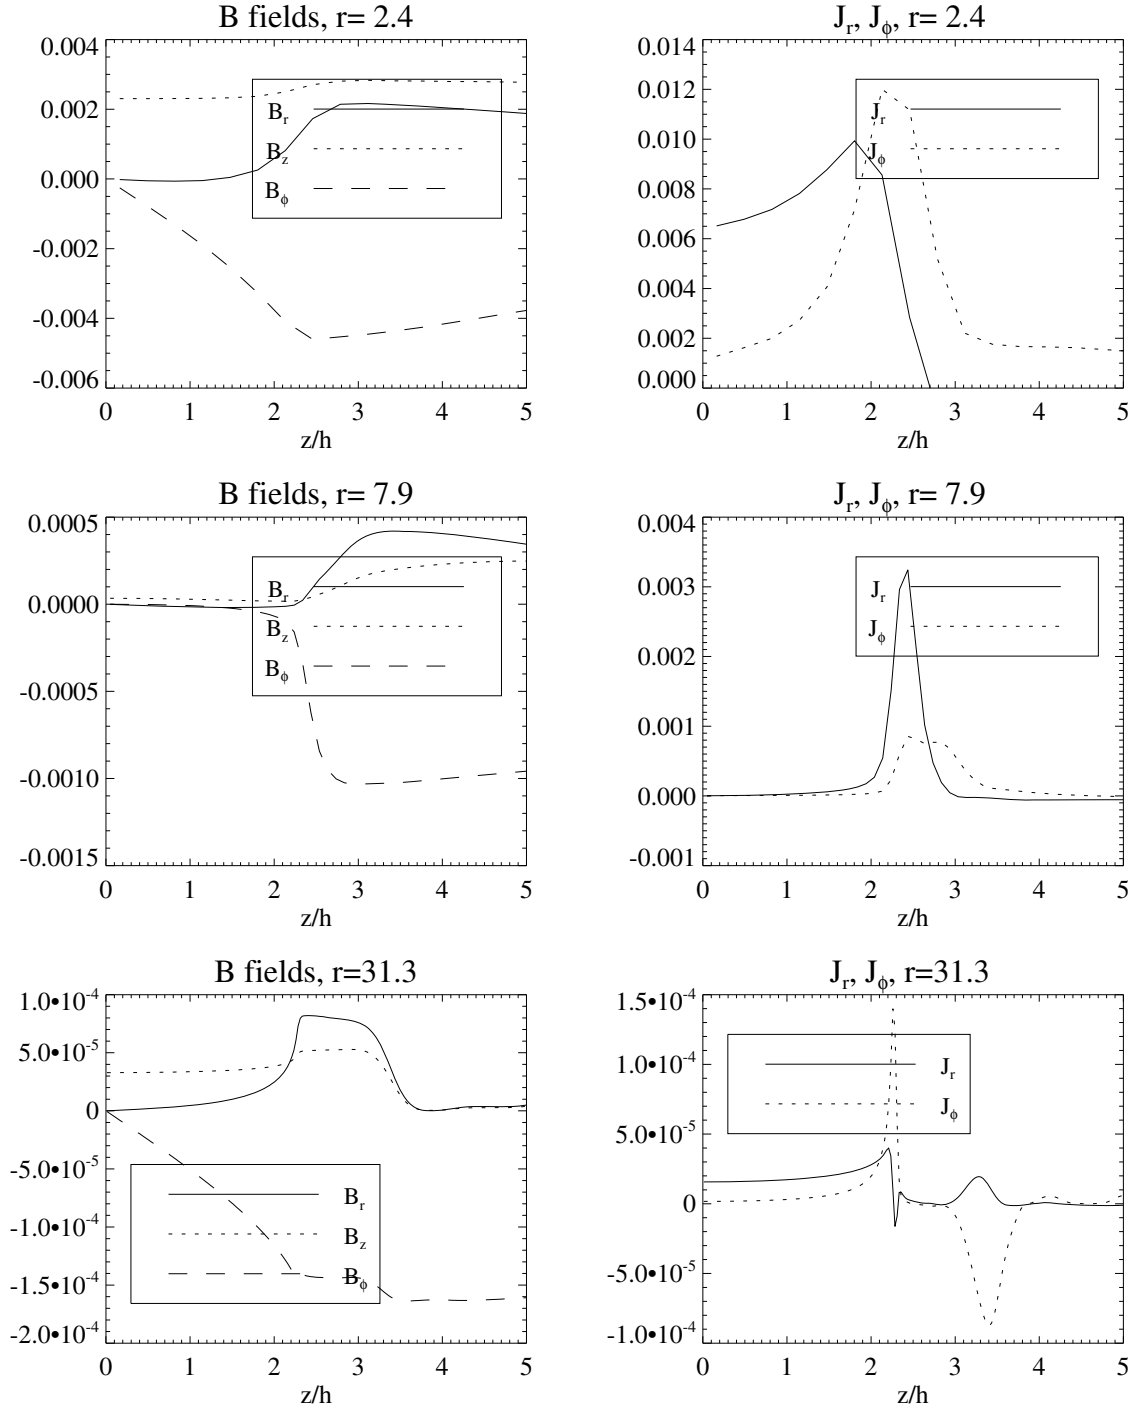 B fields, r= 2.4
0.004
0.002
0.000
-0.002
-0.004
-0.006
B_r
B_z
B_ϕ
0 1 2 3 4 5
z/h
J_r, J_ϕ, r= 2.4
0.014
0.012
0.010
0.008
0.006
0.004
0.002
0.000
J_r
J_ϕ
0 1 2 3 4 5
z/h
B fields, r= 7.9
0.0005
0.0000
-0.0005
-0.0010
-0.0015
B_r
B_z
B_ϕ
0 1 2 3 4 5
z/h
J_r, J_ϕ, r= 7.9
0.004
0.003
0.002
0.001
0.000
-0.001
J_r
J_ϕ
0 1 2 3 4 5
z/h
B fields, r=31.3
1.0•10⁻⁴
5.0•10⁻⁵
0
-5.0•10⁻⁵
-1.0•10⁻⁴
-1.5•10⁻⁴
-2.0•10⁻⁴
B_r
B_z
B_ϕ
0 1 2 3 4 5
z/h
J_r, J_ϕ, r=31.3
1.5•10⁻⁴
1.0•10⁻⁴
5.0•10⁻⁵
0
-5.0•10⁻⁵
-1.0•10⁻⁴
J_r
J_ϕ
0 1 2 3 4 5
z/h